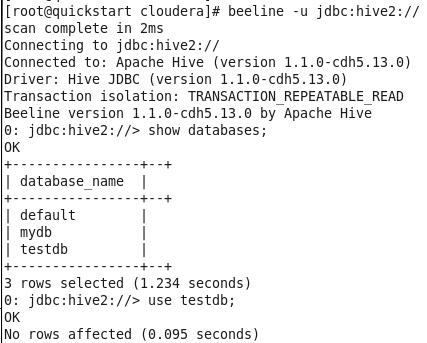 [root@quickstart cloudera]# beeline -u jdbc:hive2://
scan complete in 2ms
Connecting to jdbc:hive2://
Connected to: Apache Hive (version 1.1.0-cdh5.13.0)
Driver: Hive JDBC (version 1.1.0-cdh5.13.0)
Transaction isolation: TRANSACTION_REPEATABLE_READ
Beeline version 1.1.0-cdh5.13.0 by Apache Hive
0: jdbc:hive2://> show databases;
OK
+----------------+--+
| database_name  |
+----------------+--+
| default        |
| mydb           |
| testdb         |
+----------------+--+
3 rows selected (1.234 seconds)
0: jdbc:hive2://> use testdb;
OK
No rows affected (0.095 seconds)